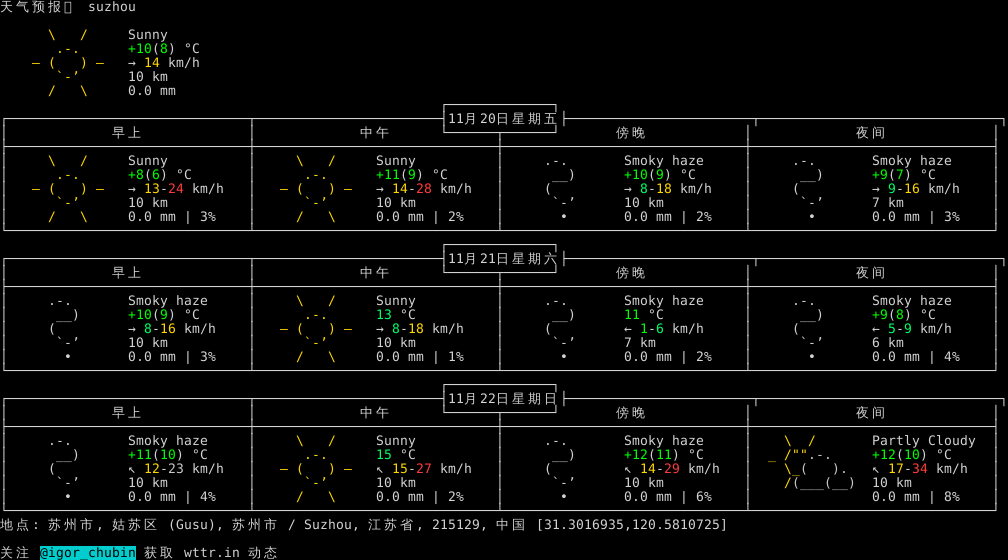 天气预报： suzhou
Sunny
+10(8) °C
→ 14 km/h
10 km
0.0 mm
11月20日星期五
早上 中午 傍晚 夜间
Sunny Sunny Smoky haze Smoky haze
+8(6) °C +11(9) °C +10(9) °C +9(7) °C
→ 13-24 km/h → 14-28 km/h → 8-18 km/h → 9-16 km/h
10 km 10 km 10 km 7 km
0.0 mm | 3% 0.0 mm | 2% 0.0 mm | 2% 0.0 mm | 3%
11月21日星期六
早上 中午 傍晚 夜间
Smoky haze Sunny Smoky haze Smoky haze
+10(9) °C 13 °C 11 °C +9(8) °C
→ 8-16 km/h → 8-18 km/h ← 1-6 km/h ← 5-9 km/h
10 km 10 km 7 km 6 km
0.0 mm | 3% 0.0 mm | 1% 0.0 mm | 2% 0.0 mm | 4%
11月22日星期日
早上 中午 傍晚 夜间
Smoky haze Sunny Smoky haze Partly Cloudy
+11(10) °C 15 °C +12(11) °C +12(10) °C
↖ 12-23 km/h ↖ 15-27 km/h ↖ 14-29 km/h ↖ 17-34 km/h
10 km 10 km 10 km 10 km
0.0 mm | 4% 0.0 mm | 2% 0.0 mm | 6% 0.0 mm | 8%
地点: 苏州市, 姑苏区 (Gusu), 苏州市 / Suzhou, 江苏省, 215129, 中国 [31.3016935,120.5810725]
关注 @igor_chubin 获取 wttr.in 动态